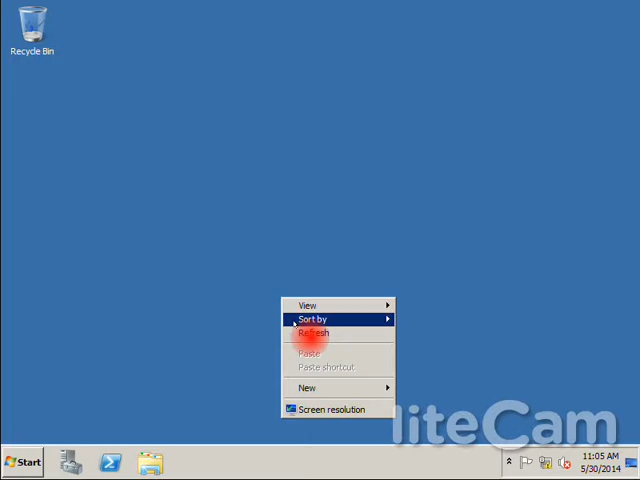 Recycle Bin
View
Sort by
Refresh
Paste
Paste shortcut
New
Screen resolution
liteCam
Start
11:05 AM
5/30/2014